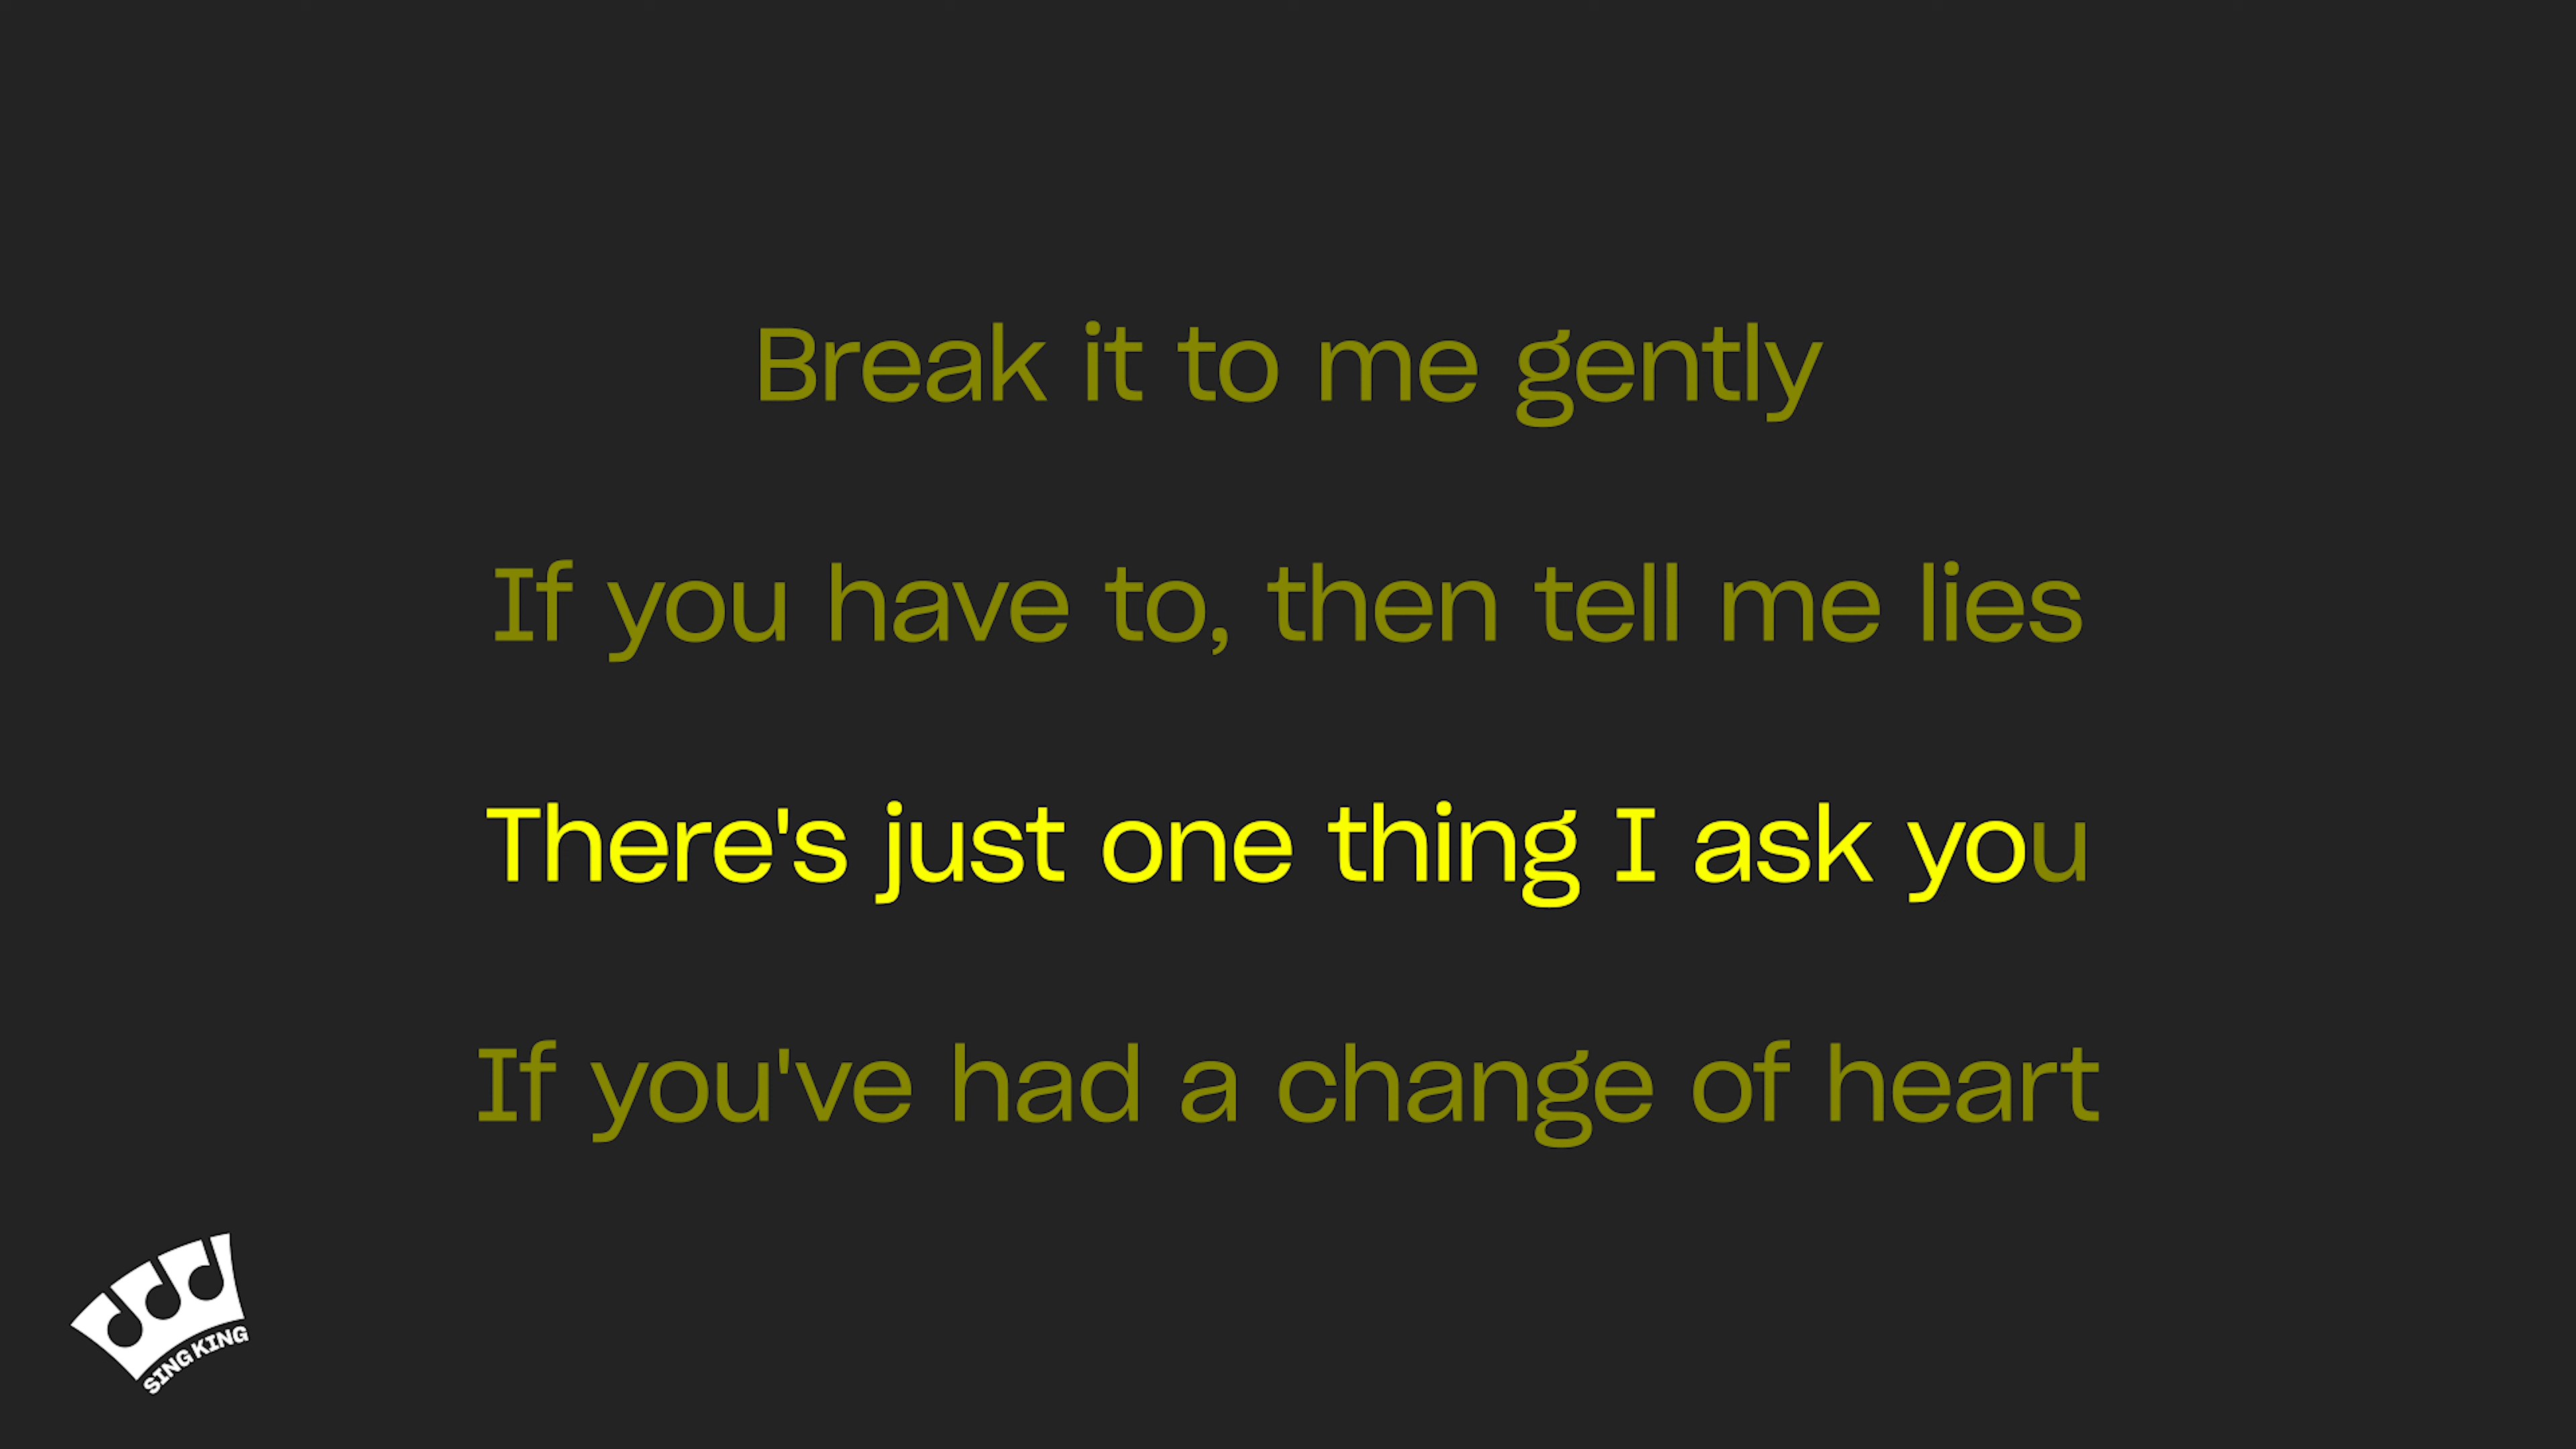 Break it to me gently
If you have to, then tell me lies
There's just one thing I ask you
If you've had a change of heart
SING KING